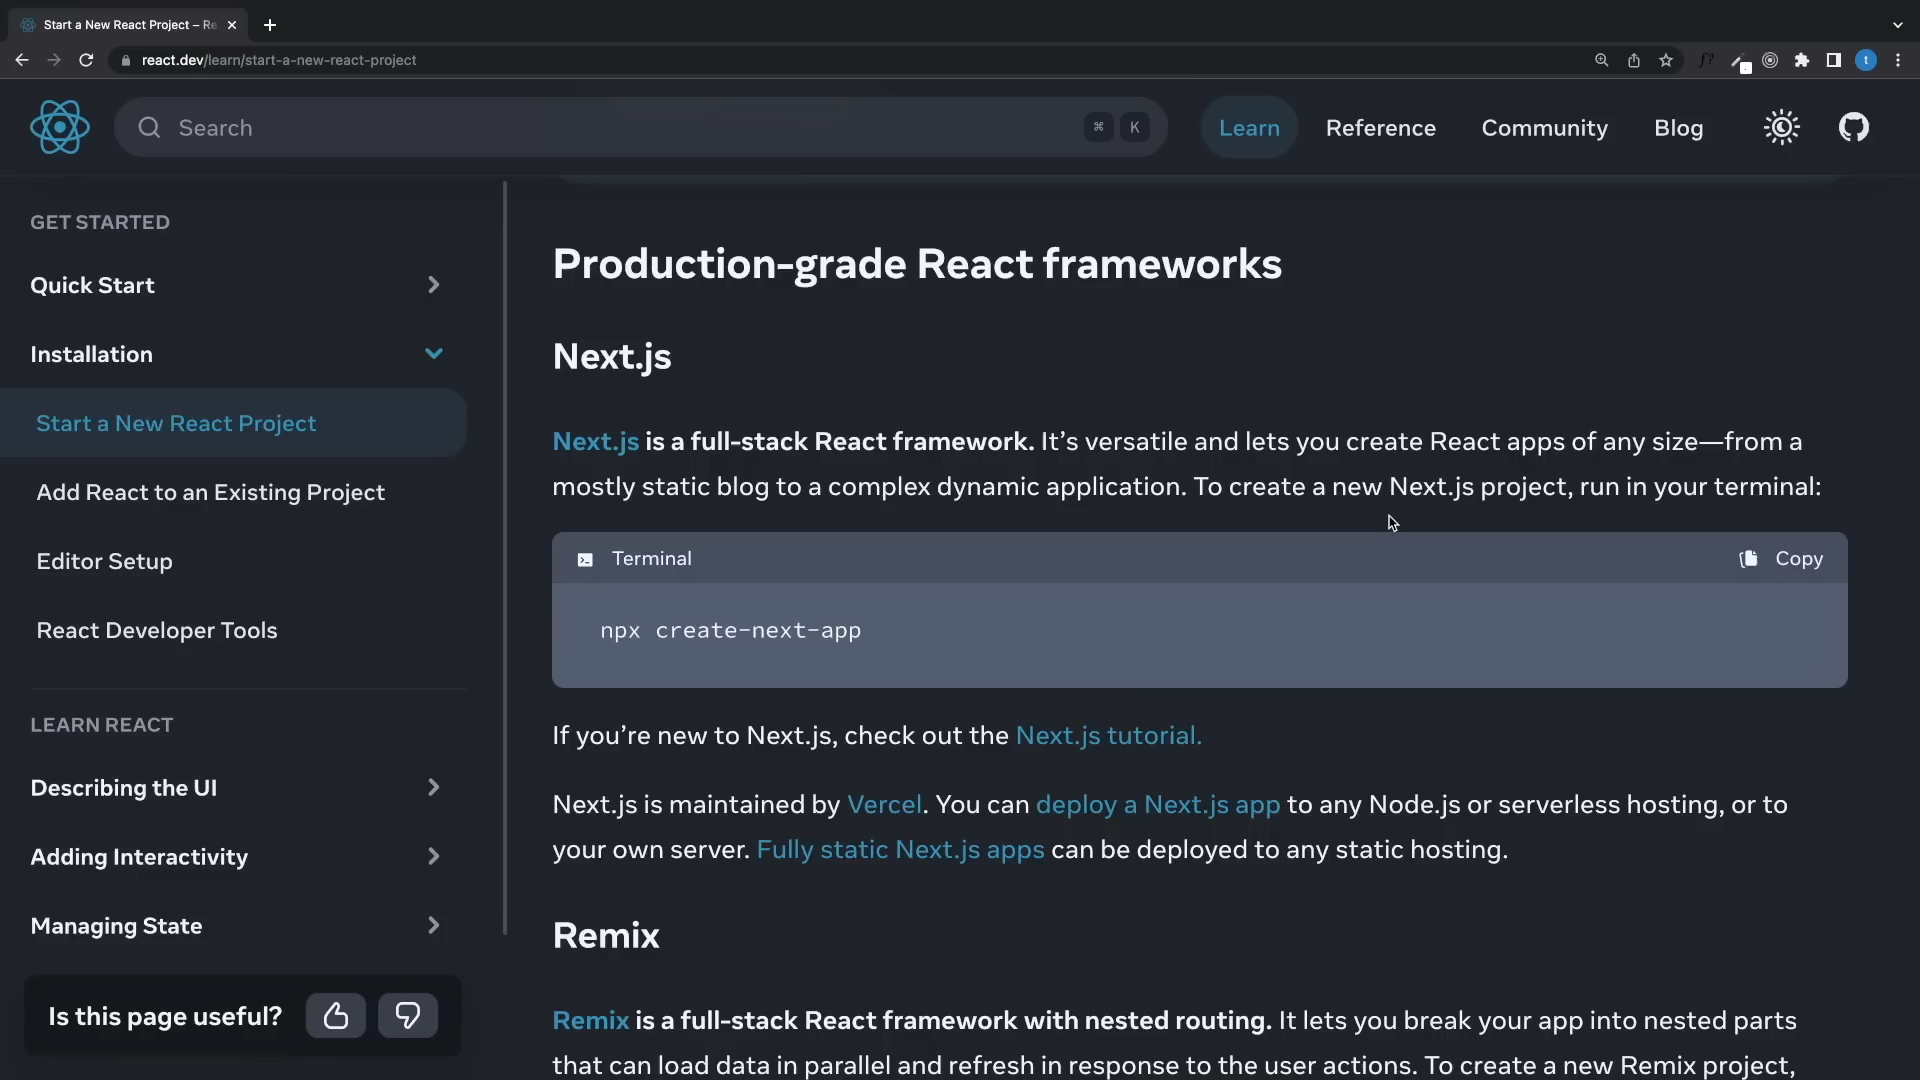 Start a New React Project – Re
react.dev/learn/start-a-new-react-project
f?
t
Search
⌘ K
Learn
Reference
Community
Blog
GET STARTED
Quick Start
Installation
Start a New React Project
Add React to an Existing Project
Editor Setup
React Developer Tools
LEARN REACT
Describing the UI
Adding Interactivity
Managing State
Is this page useful?
Production-grade React frameworks
Next.js
Next.js is a full-stack React framework. It’s versatile and lets you create React apps of any size—from a
mostly static blog to a complex dynamic application. To create a new Next.js project, run in your terminal:
Terminal
Copy
npx create-next-app
If you’re new to Next.js, check out the Next.js tutorial.
Next.js is maintained by Vercel. You can deploy a Next.js app to any Node.js or serverless hosting, or to
your own server. Fully static Next.js apps can be deployed to any static hosting.
Remix
Remix is a full-stack React framework with nested routing. It lets you break your app into nested parts
that can load data in parallel and refresh in response to the user actions. To create a new Remix project,